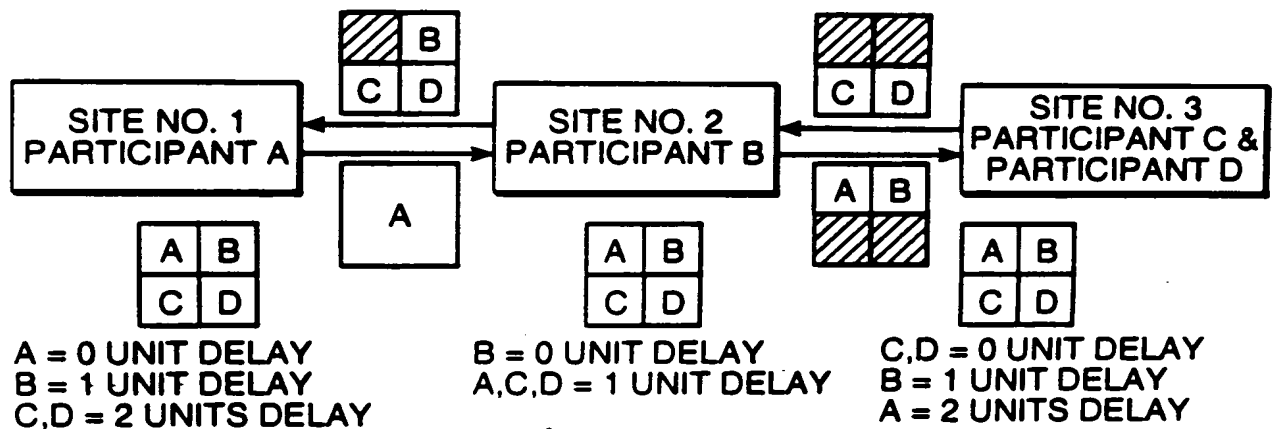 B
C D
C D
SITE NO. 1
PARTICIPANT A
SITE NO. 2
PARTICIPANT B
SITE NO. 3
PARTICIPANT C &
PARTICIPANT D
A
A B
A B
C D
A B
C D
A B
C D
A = 0 UNIT DELAY
B = 1 UNIT DELAY
C,D = 2 UNITS DELAY
B = 0 UNIT DELAY
A,C,D = 1 UNIT DELAY
C,D = 0 UNIT DELAY
B = 1 UNIT DELAY
A = 2 UNITS DELAY